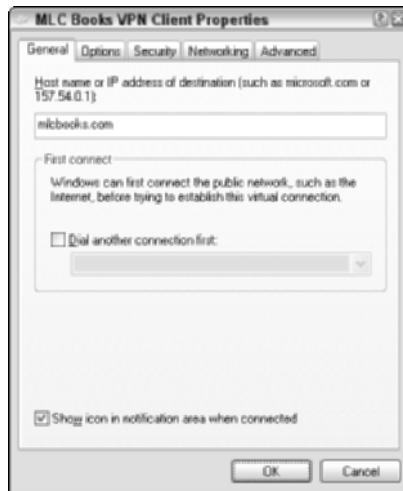 MLC Books VPN Client Properties
General Options Security Networking Advanced
Host name or IP address of destination (such as microsoft.com or
157.54.0.1):
mlcbooks.com
First connect
Windows can first connect the public network, such as the
Internet, before trying to establish this virtual connection.
Dial another connection first:
Show icon in notification area when connected
OK Cancel